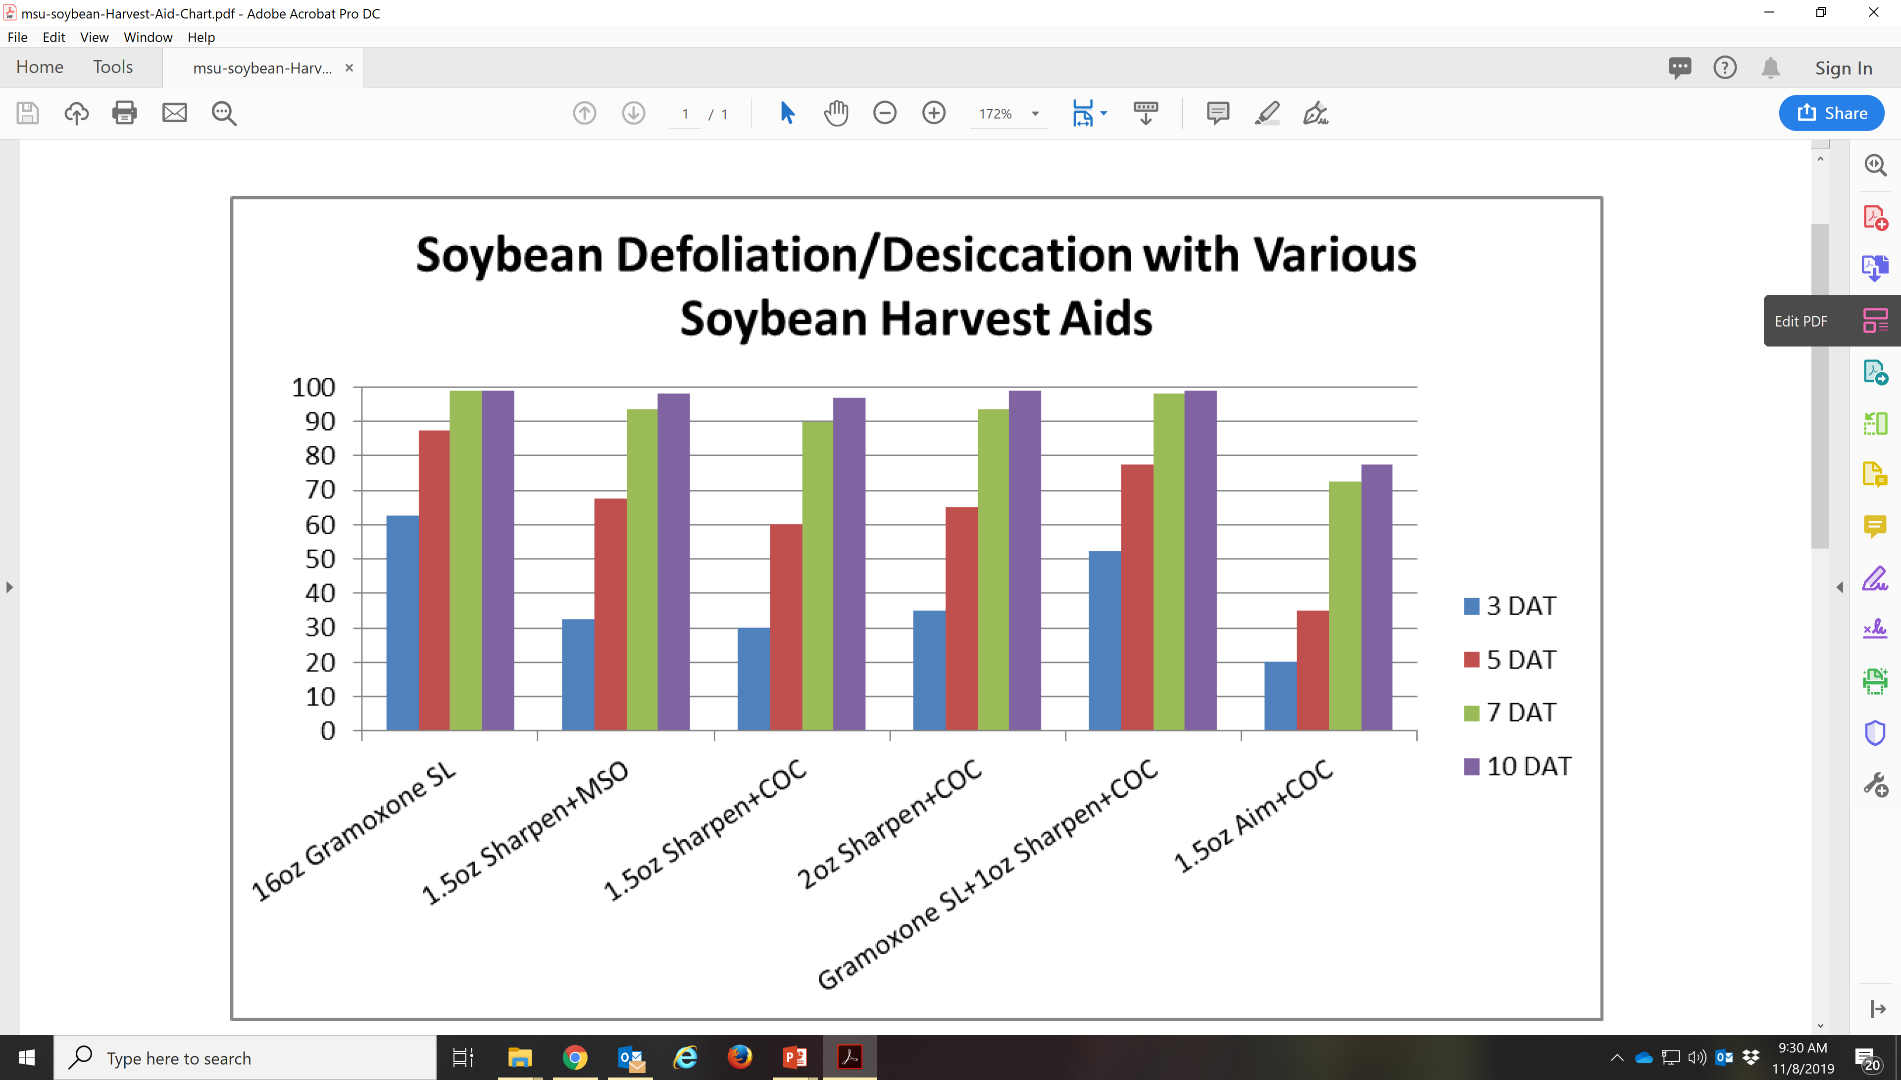 msu-soybean-Harvest-Aid-Chart.pdf - Adobe Acrobat Pro DC
File Edit View Window Help
Home Tools msu-soybean-Harv... × Sign In
1 / 1 172% Share
Edit PDF
Soybean Defoliation/Desiccation with Various
Soybean Harvest Aids
100
90
80
70
60
50
40
30
20
10
0
16oz Gramoxone SL
1.5oz Sharpen+MSO
1.5oz Sharpen+COC
2oz Sharpen+COC
Gramoxone SL+1oz Sharpen+COC
1.5oz Aim+COC
3 DAT
5 DAT
7 DAT
10 DAT
Type here to search
9:30 AM
11/8/2019
20